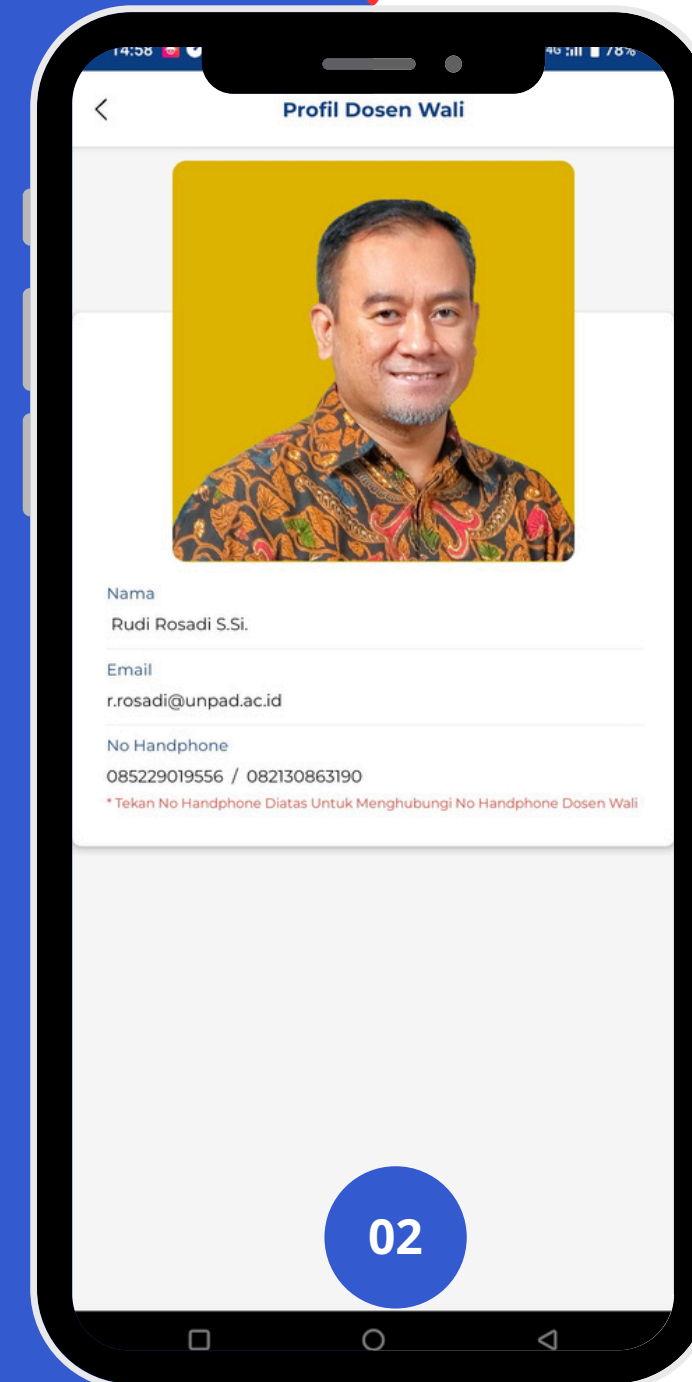 14:58 4G 78%
Profil Dosen Wali
Nama
Rudi Rosadi S.Si.
Email
r.rosadi@unpad.ac.id
No Handphone
085229019556 / 082130863190
* Tekan No Handphone Diatas Untuk Menghubungi No Handphone Dosen Wali
02